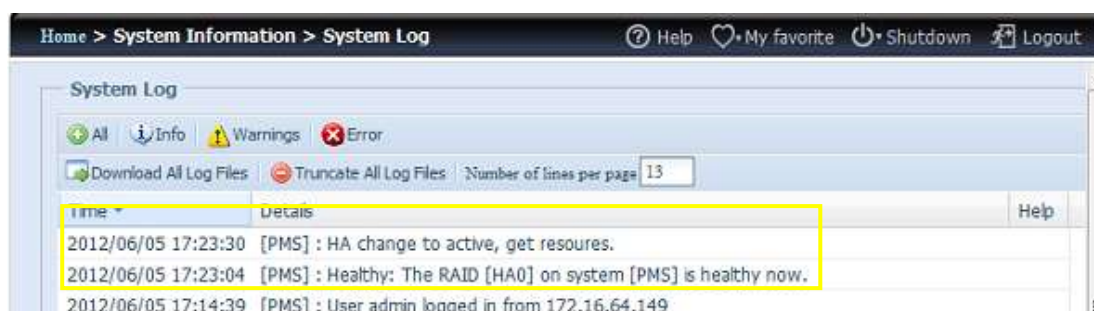 Home > System Information > System Log Help My favorite Shutdown Logout
System Log
All Info Warnings Error
Download All Log Files Truncate All Log Files Number of lines per page 13
Time Details Help
2012/06/05 17:23:30 [PMS] : HA change to active, get resoures.
2012/06/05 17:23:04 [PMS] : Healthy: The RAID [HA0] on system [PMS] is healthy now.
2012/06/05 17:14:39 [PMS] : User admin logged in from 172.16.64.149